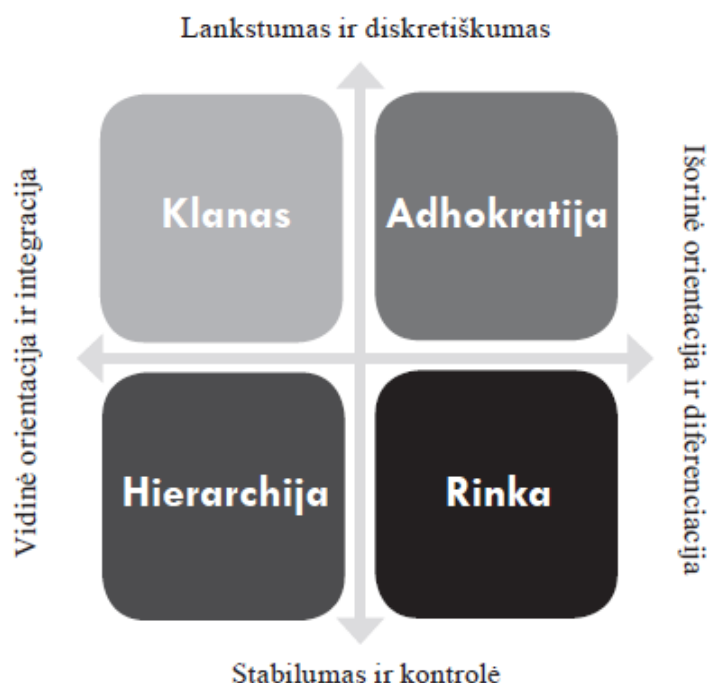 Lankstumas ir diskretiškumas
Vidinė orientacija ir integracija
Klanas
Adhokratija
Išorinė orientacija ir diferenciacija
Hierarchija
Rinka
Stabilumas ir kontrolė